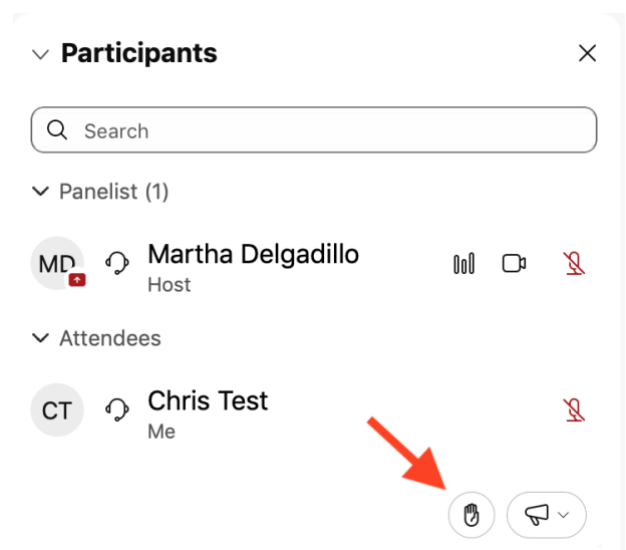 Participants
Search
Panelist (1)
MD
Martha Delgadillo
Host
Attendees
CT
Chris Test
Me